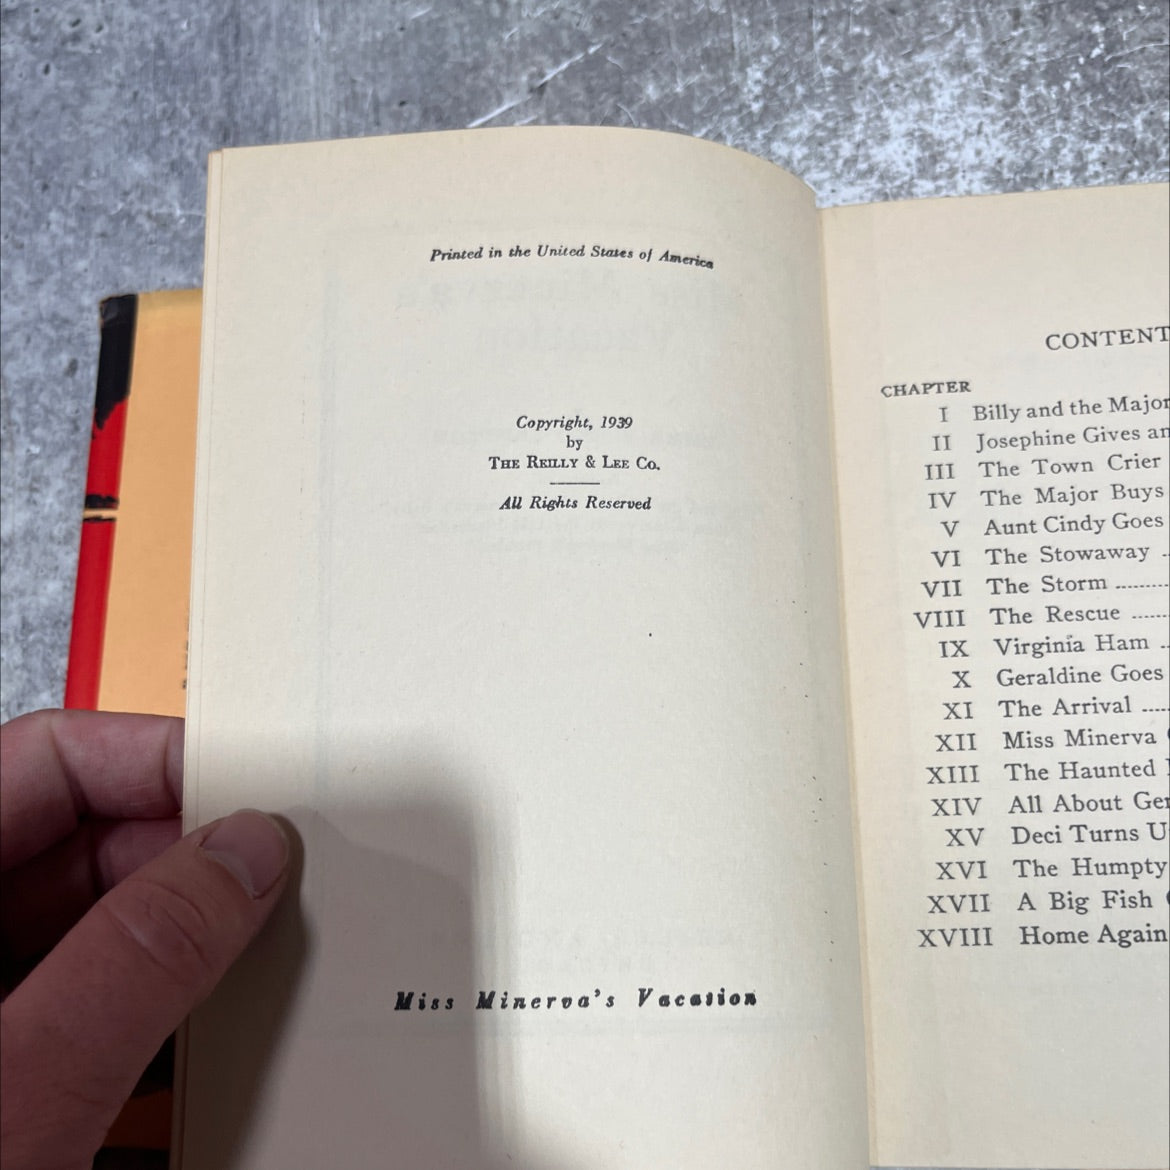 Printed in the United States of America
Copyright, 1939
by
THE REILLY & LEE CO.
All Rights Reserved
Miss Minerva's Vacation
CONTENT
CHAPTER
I Billy and the Major
II Josephine Gives an
III The Town Crier
IV The Major Buys
V Aunt Cindy Goes
VI The Stowaway
VII The Storm
VIII The Rescue
IX Virginia Ham
X Geraldine Goes
XI The Arrival
XII Miss Minerva
XIII The Haunted
XIV All About Ger
XV Deci Turns U
XVI The Humpty
XVII A Big Fish
XVIII Home Again